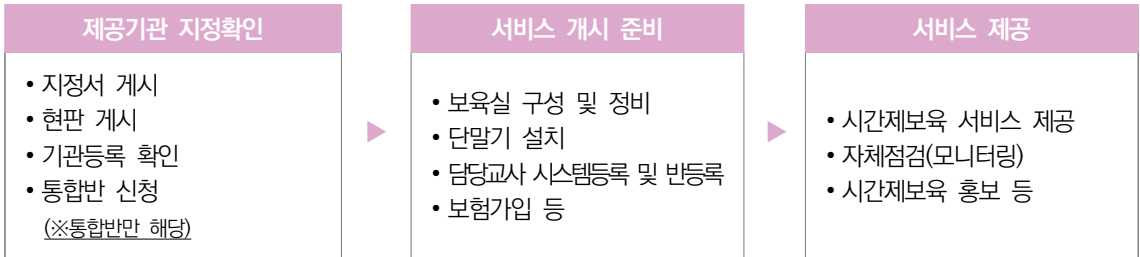 제공기관 지정확인
• 지정서 게시
• 현판 게시
• 기관등록 확인
• 통합반 신청
(※통합반만 해당)
서비스 개시 준비
• 보육실 구성 및 정비
• 단말기 설치
• 담당교사 시스템등록 및 반등록
• 보험가입 등
서비스 제공
• 시간제보육 서비스 제공
• 자체점검(모니터링)
• 시간제보육 홍보 등